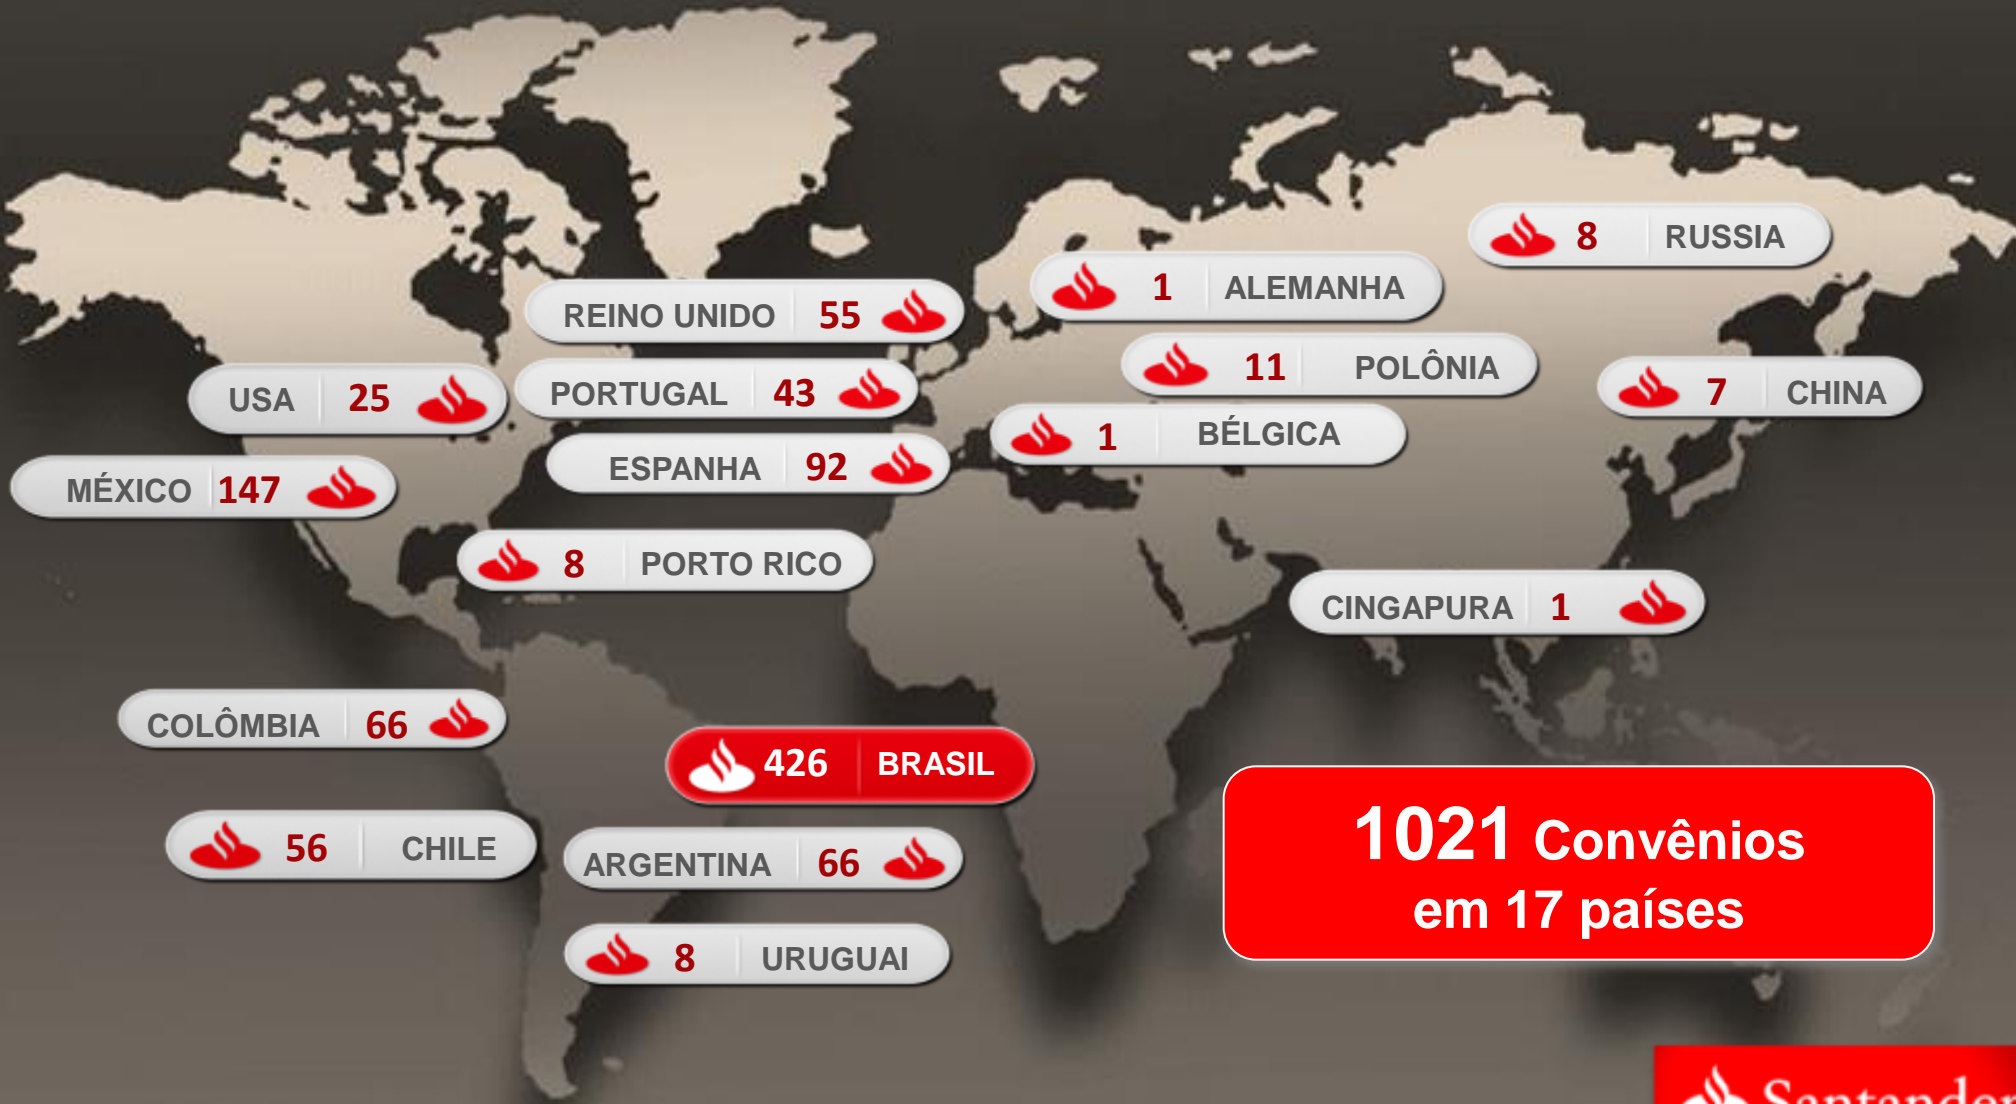 8 RUSSIA
1 ALEMANHA
REINO UNIDO 55
11 POLÔNIA
USA 25
PORTUGAL 43
7 CHINA
1 BÉLGICA
ESPANHA 92
MÉXICO 147
8 PORTO RICO
CINGAPURA 1
COLÔMBIA 66
426 BRASIL
56 CHILE
ARGENTINA 66
8 URUGUAI
1021 Convênios
em 17 países
Santander